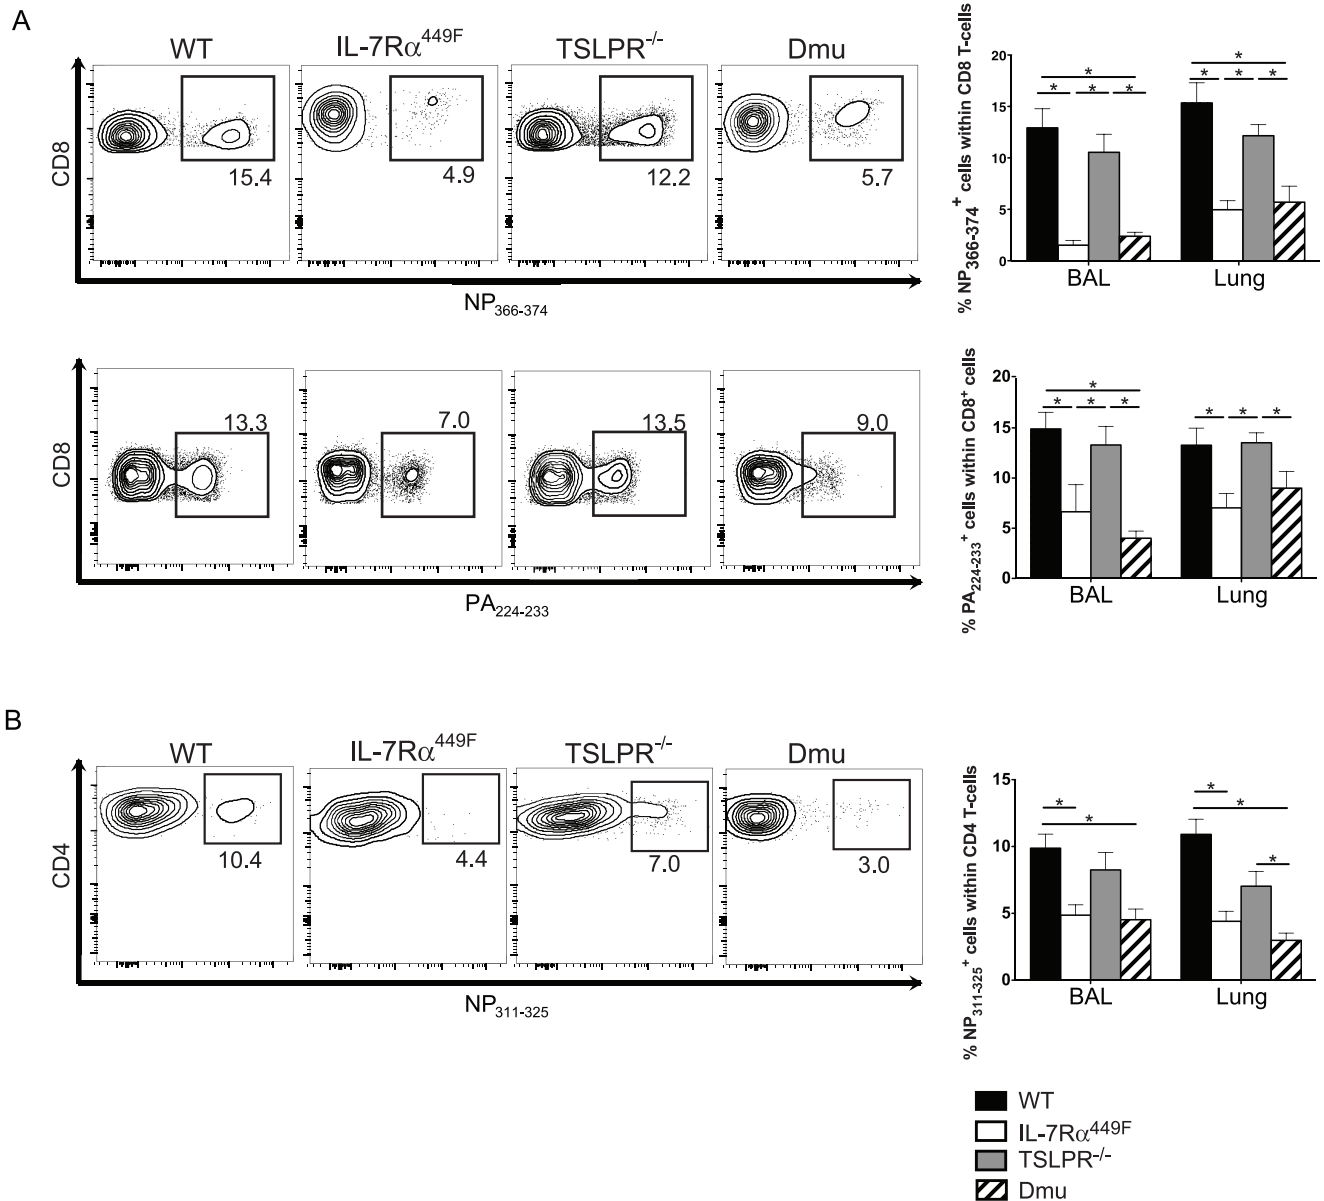 A
WT
IL-7Rα449F
TSLPR-/-
Dmu
CD8
15.4
4.9
12.2
5.7
NP366-374
% NP366-374+ cells within CD8 T-cells
20
15
10
5
0
* * * *
* * * *
BAL
Lung
CD8
13.3
7.0
13.5
9.0
PA224-233
% PA224-233+ cells within CD8+ cells
20
15
10
5
0
* * * *
* * *
BAL
Lung
B
WT
IL-7Rα449F
TSLPR-/-
Dmu
CD4
10.4
4.4
7.0
3.0
NP311-325
% NP311-325+ cells within CD4 T-cells
15
10
5
0
* *
* * *
BAL
Lung
WT
IL-7Rα449F
TSLPR-/-
Dmu